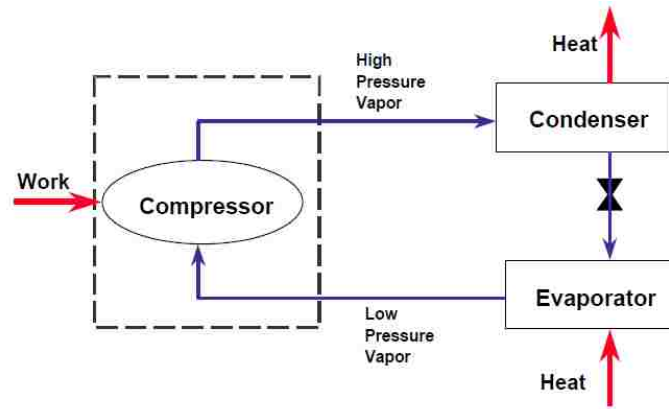 Heat
High
Pressure
Vapor
Condenser
Work
Compressor
Evaporator
Low
Pressure
Vapor
Heat